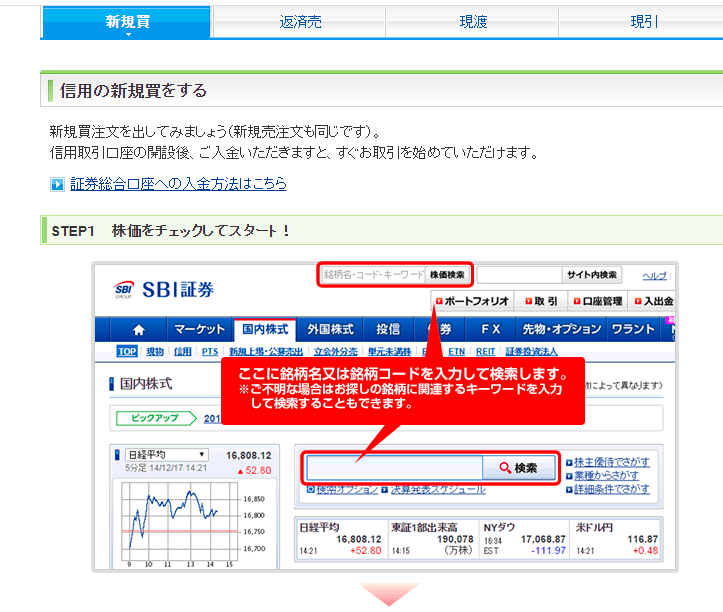 新規買
返済売
現渡
現引
信用の新規買をする
新規買注文を出してみましょう(新規売注文も同じです)。
信用取引口座の開設後、ご入金いただきますと、すぐお取引を始めていただけます。
証券総合口座への入金方法はこちら
STEP1 株価をチェックしてスタート！
銘柄名・コード・キーワード 株価検索 サイト内検索 ヘルプ
SBI GROUP SBI証券
ポートフォリオ 取引 口座管理 入出金
マーケット 国内株式 外国株式 投信 券 FX 先物・オプション ワラント
TOP 現物 信用 PTS 新規上場・公募売出 立会外分売 単元未満株 ETN REIT 証券投資法人
国内株式
によって異なります)
ここに銘柄名又は銘柄コードを入力して検索します。
※ご不明な場合はお探しの銘柄に関連するキーワードを入力
して検索することもできます。
ピックアップ 201
日経平均 16,808.12
5分足 14/12/17 14:21 ▲52.80
検索
株主優待でさがす
業種からさがす
詳細条件でさがす
検索オプション 決算発表スケジュール
16,850
16,800
16,750
16,700
9 10 11 13 14 15
日経平均 東証1部出来高 NYダウ 米ドル/円
16,808.12 190,078 16:34 17,068.87 116.87
14:21 +52.80 14:15 (万株) EST -111.97 14:21 +0.48